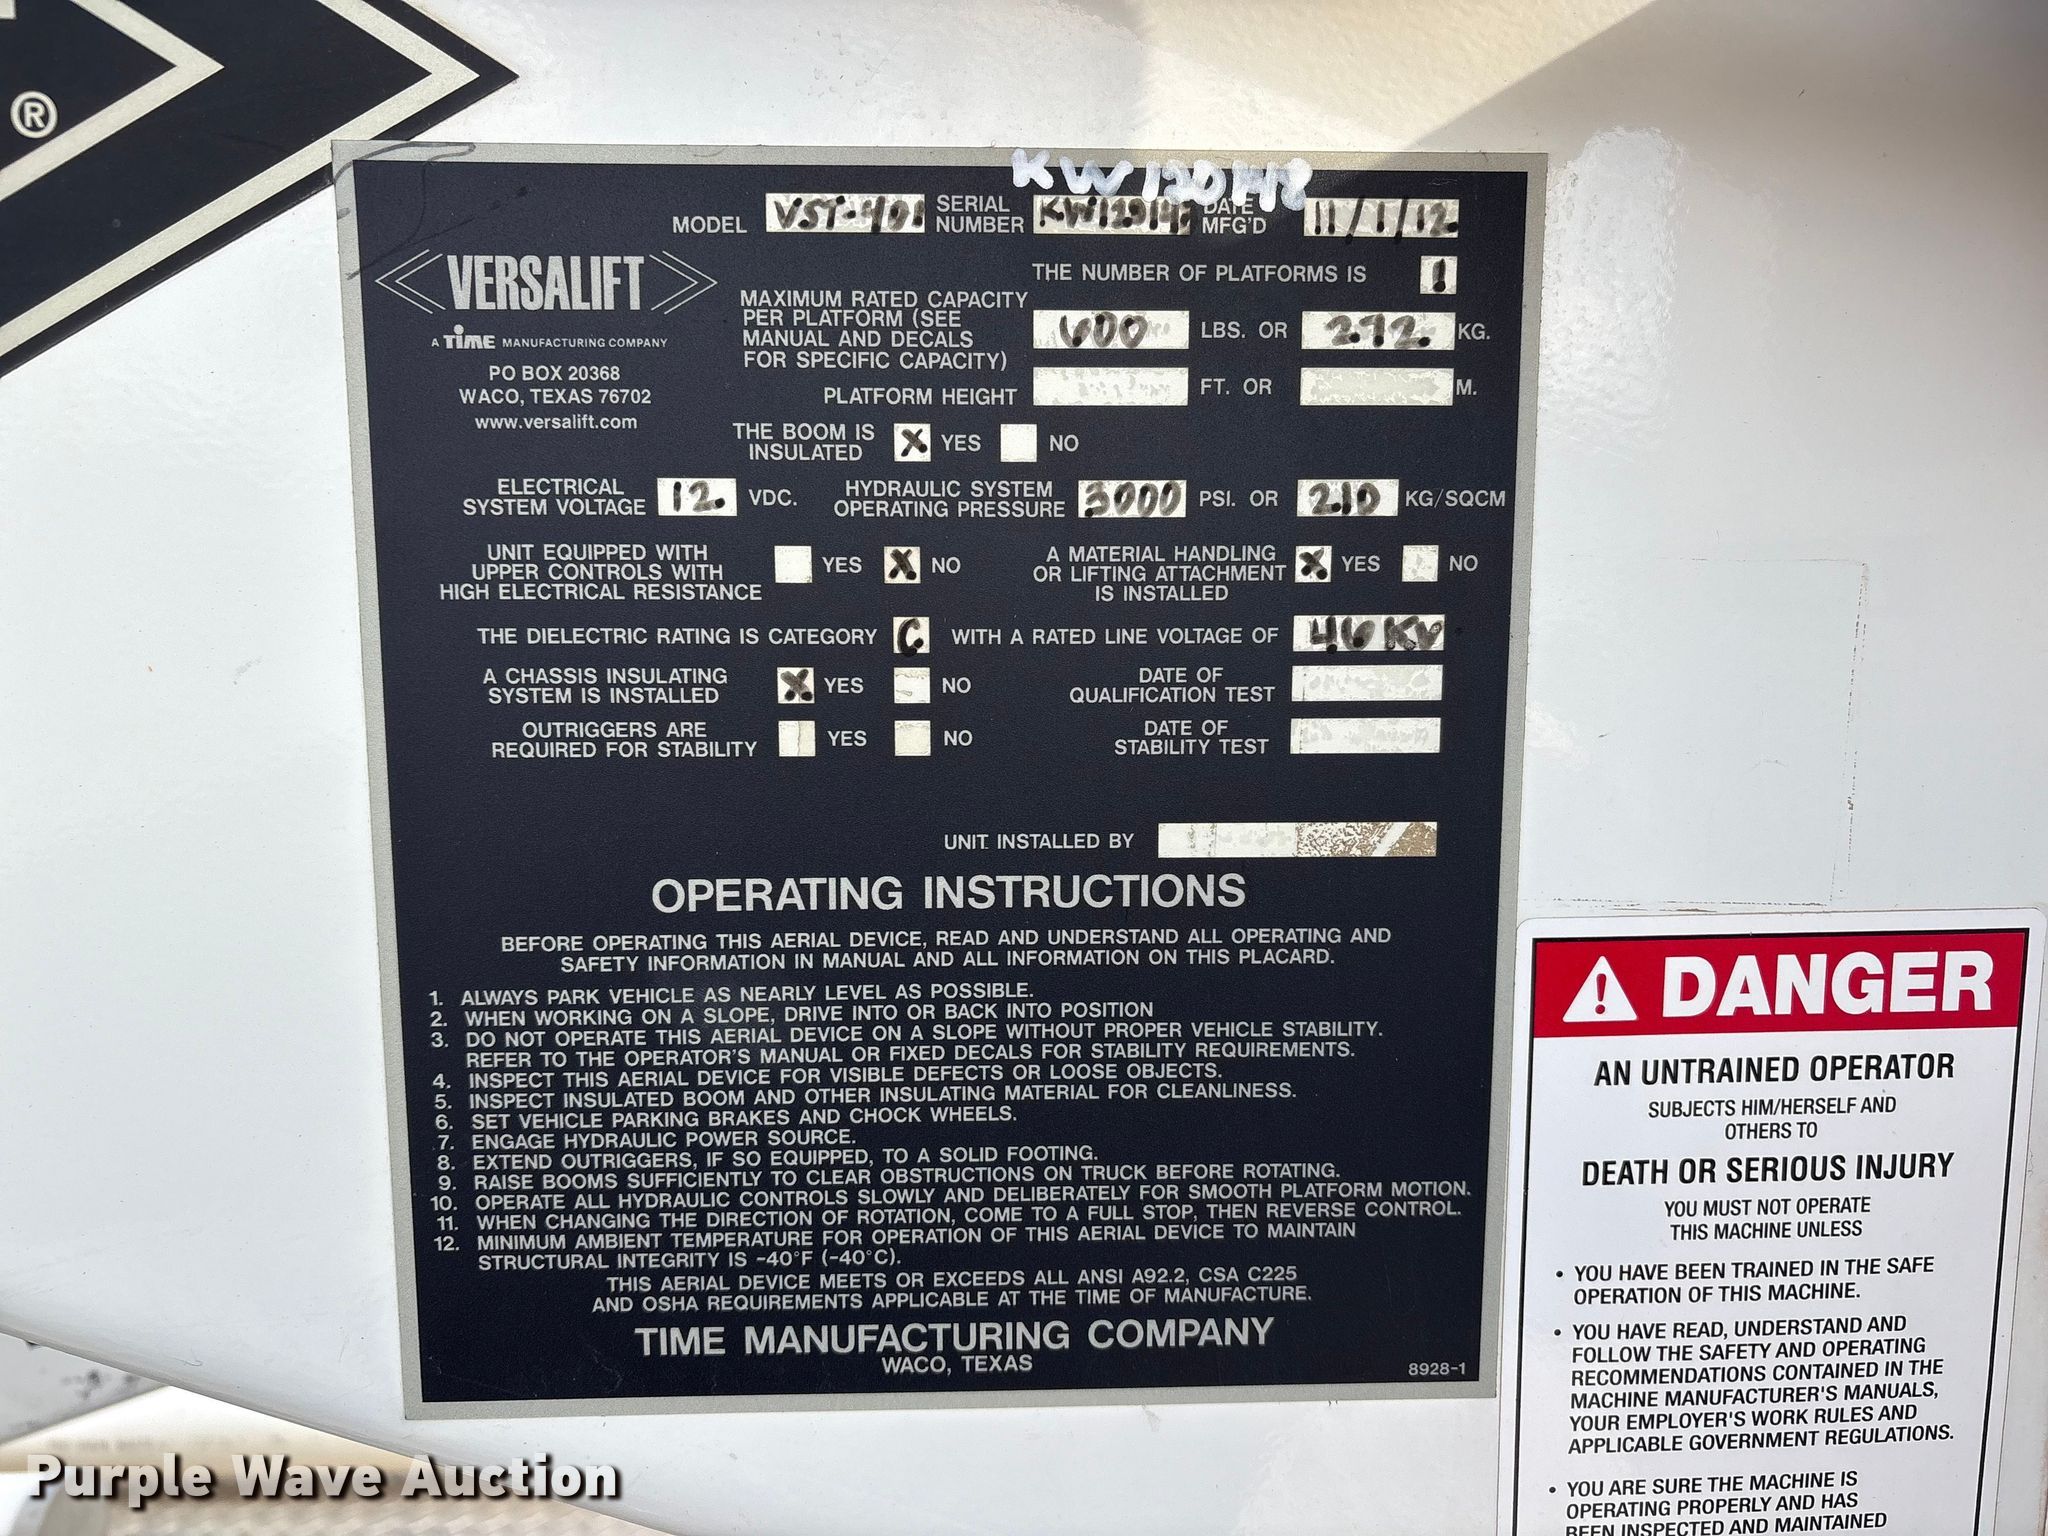 ®
KW120148
MODEL VST-40I SERIAL NUMBER KW12014 DATE MFG'D 11/1/12
VERSALIFT
A TIME MANUFACTURING COMPANY
PO BOX 20368
WACO, TEXAS 76702
www.versalift.com
THE NUMBER OF PLATFORMS IS 1
MAXIMUM RATED CAPACITY
PER PLATFORM (SEE
MANUAL AND DECALS
FOR SPECIFIC CAPACITY)
600 LBS. OR 272 KG.
PLATFORM HEIGHT FT. OR M.
THE BOOM IS
INSULATED
X YES NO
ELECTRICAL
SYSTEM VOLTAGE
12 VDC.
HYDRAULIC SYSTEM
OPERATING PRESSURE
3000 PSI. OR 210 KG/SQCM
UNIT EQUIPPED WITH
UPPER CONTROLS WITH
HIGH ELECTRICAL RESISTANCE
YES X NO
A MATERIAL HANDLING
OR LIFTING ATTACHMENT
IS INSTALLED
X YES NO
THE DIELECTRIC RATING IS CATEGORY C WITH A RATED LINE VOLTAGE OF 46KV
A CHASSIS INSULATING
SYSTEM IS INSTALLED
X YES NO
DATE OF
QUALIFICATION TEST
OUTRIGGERS ARE
REQUIRED FOR STABILITY
YES NO
DATE OF
STABILITY TEST
UNIT INSTALLED BY
OPERATING INSTRUCTIONS
BEFORE OPERATING THIS AERIAL DEVICE, READ AND UNDERSTAND ALL OPERATING AND
SAFETY INFORMATION IN MANUAL AND ALL INFORMATION ON THIS PLACARD.
1. ALWAYS PARK VEHICLE AS NEARLY LEVEL AS POSSIBLE.
2. WHEN WORKING ON A SLOPE, DRIVE INTO OR BACK INTO POSITION
3. DO NOT OPERATE THIS AERIAL DEVICE ON A SLOPE WITHOUT PROPER VEHICLE STABILITY.
REFER TO THE OPERATOR'S MANUAL OR FIXED DECALS FOR STABILITY REQUIREMENTS.
4. INSPECT THIS AERIAL DEVICE FOR VISIBLE DEFECTS OR LOOSE OBJECTS.
5. INSPECT INSULATED BOOM AND OTHER INSULATING MATERIAL FOR CLEANLINESS.
6. SET VEHICLE PARKING BRAKES AND CHOCK WHEELS.
7. ENGAGE HYDRAULIC POWER SOURCE.
8. EXTEND OUTRIGGERS, IF SO EQUIPPED, TO A SOLID FOOTING.
9. RAISE BOOMS SUFFICIENTLY TO CLEAR OBSTRUCTIONS ON TRUCK BEFORE ROTATING.
10. OPERATE ALL HYDRAULIC CONTROLS SLOWLY AND DELIBERATELY FOR SMOOTH PLATFORM MOTION.
11. WHEN CHANGING THE DIRECTION OF ROTATION, COME TO A FULL STOP, THEN REVERSE CONTROL.
12. MINIMUM AMBIENT TEMPERATURE FOR OPERATION OF THIS AERIAL DEVICE TO MAINTAIN
STRUCTURAL INTEGRITY IS -40°F (-40°C).
THIS AERIAL DEVICE MEETS OR EXCEEDS ALL ANSI A92.2, CSA C225
AND OSHA REQUIREMENTS APPLICABLE AT THE TIME OF MANUFACTURE.
TIME MANUFACTURING COMPANY
WACO, TEXAS
8928-1
DANGER
AN UNTRAINED OPERATOR
SUBJECTS HIM/HERSELF AND
OTHERS TO
DEATH OR SERIOUS INJURY
YOU MUST NOT OPERATE
THIS MACHINE UNLESS
• YOU HAVE BEEN TRAINED IN THE SAFE
OPERATION OF THIS MACHINE.
• YOU HAVE READ, UNDERSTAND AND
FOLLOW THE SAFETY AND OPERATING
RECOMMENDATIONS CONTAINED IN THE
MACHINE MANUFACTURER'S MANUALS,
YOUR EMPLOYER'S WORK RULES AND
APPLICABLE GOVERNMENT REGULATIONS.
• YOU ARE SURE THE MACHINE IS
OPERATING PROPERLY AND HAS
BEEN INSPECTED AND MAINTAINED
Purple Wave Auction